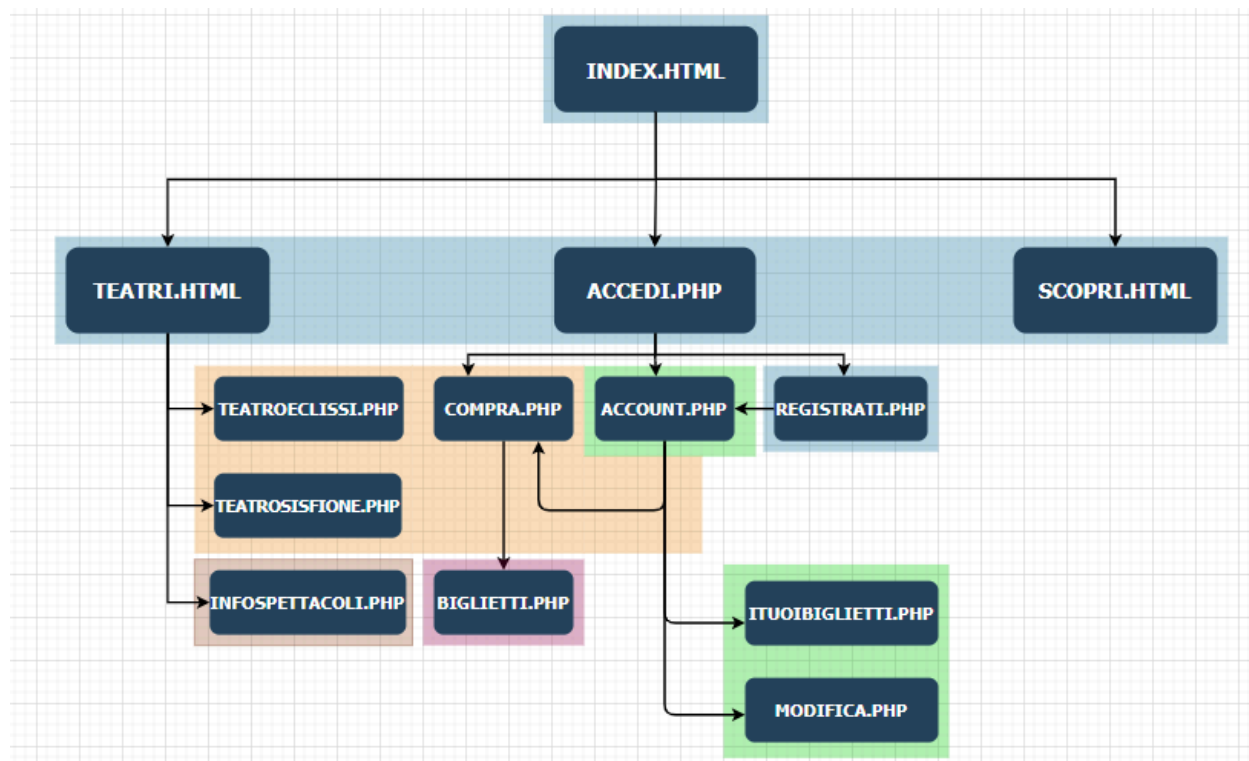 INDEX.HTML
TEATRI.HTML
ACCEDI.PHP
SCOPRI.HTML
TEATROECLISSI.PHP
COMPRA.PHP
ACCOUNT.PHP
REGISTRATI.PHP
TEATROSISFIONE.PHP
INFOSPETTACOLI.PHP
BIGLIETTI.PHP
ITUOIBIGLIETTI.PHP
MODIFICA.PHP